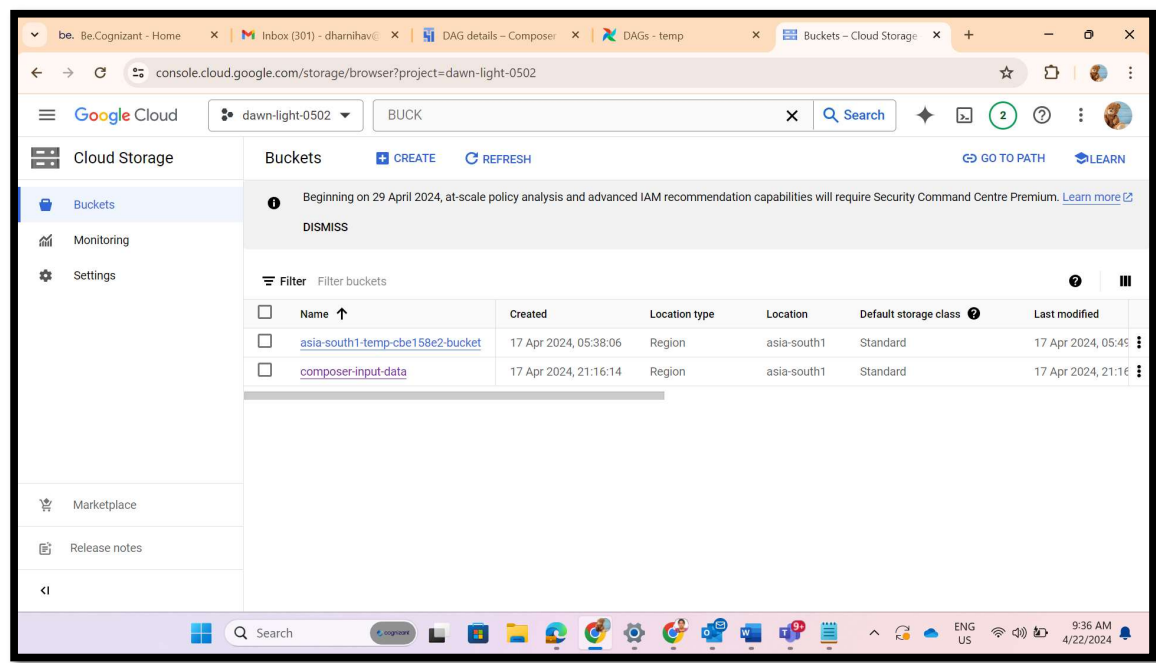 be. Be.Cognizant - Home
Inbox (301) - dharnihav@
DAG details – Composer
DAGs - temp
Buckets – Cloud Storage
console.cloud.google.com/storage/browser?project=dawn-light-0502
Google Cloud
dawn-light-0502
BUCK
Search
2
Cloud Storage
Buckets
CREATE
REFRESH
GO TO PATH
LEARN
Buckets
Monitoring
Settings
Beginning on 29 April 2024, at-scale policy analysis and advanced IAM recommendation capabilities will require Security Command Centre Premium. Learn more
DISMISS
Filter Filter buckets
Name Created Location type Location Default storage class Last modified
asia-south1-temp-cbe158e2-bucket 17 Apr 2024, 05:38:06 Region asia-south1 Standard 17 Apr 2024, 05:49
composer-input-data 17 Apr 2024, 21:16:14 Region asia-south1 Standard 17 Apr 2024, 21:16
Marketplace
Release notes
Search
cognizant
9+
ENG
US
9:36 AM
4/22/2024